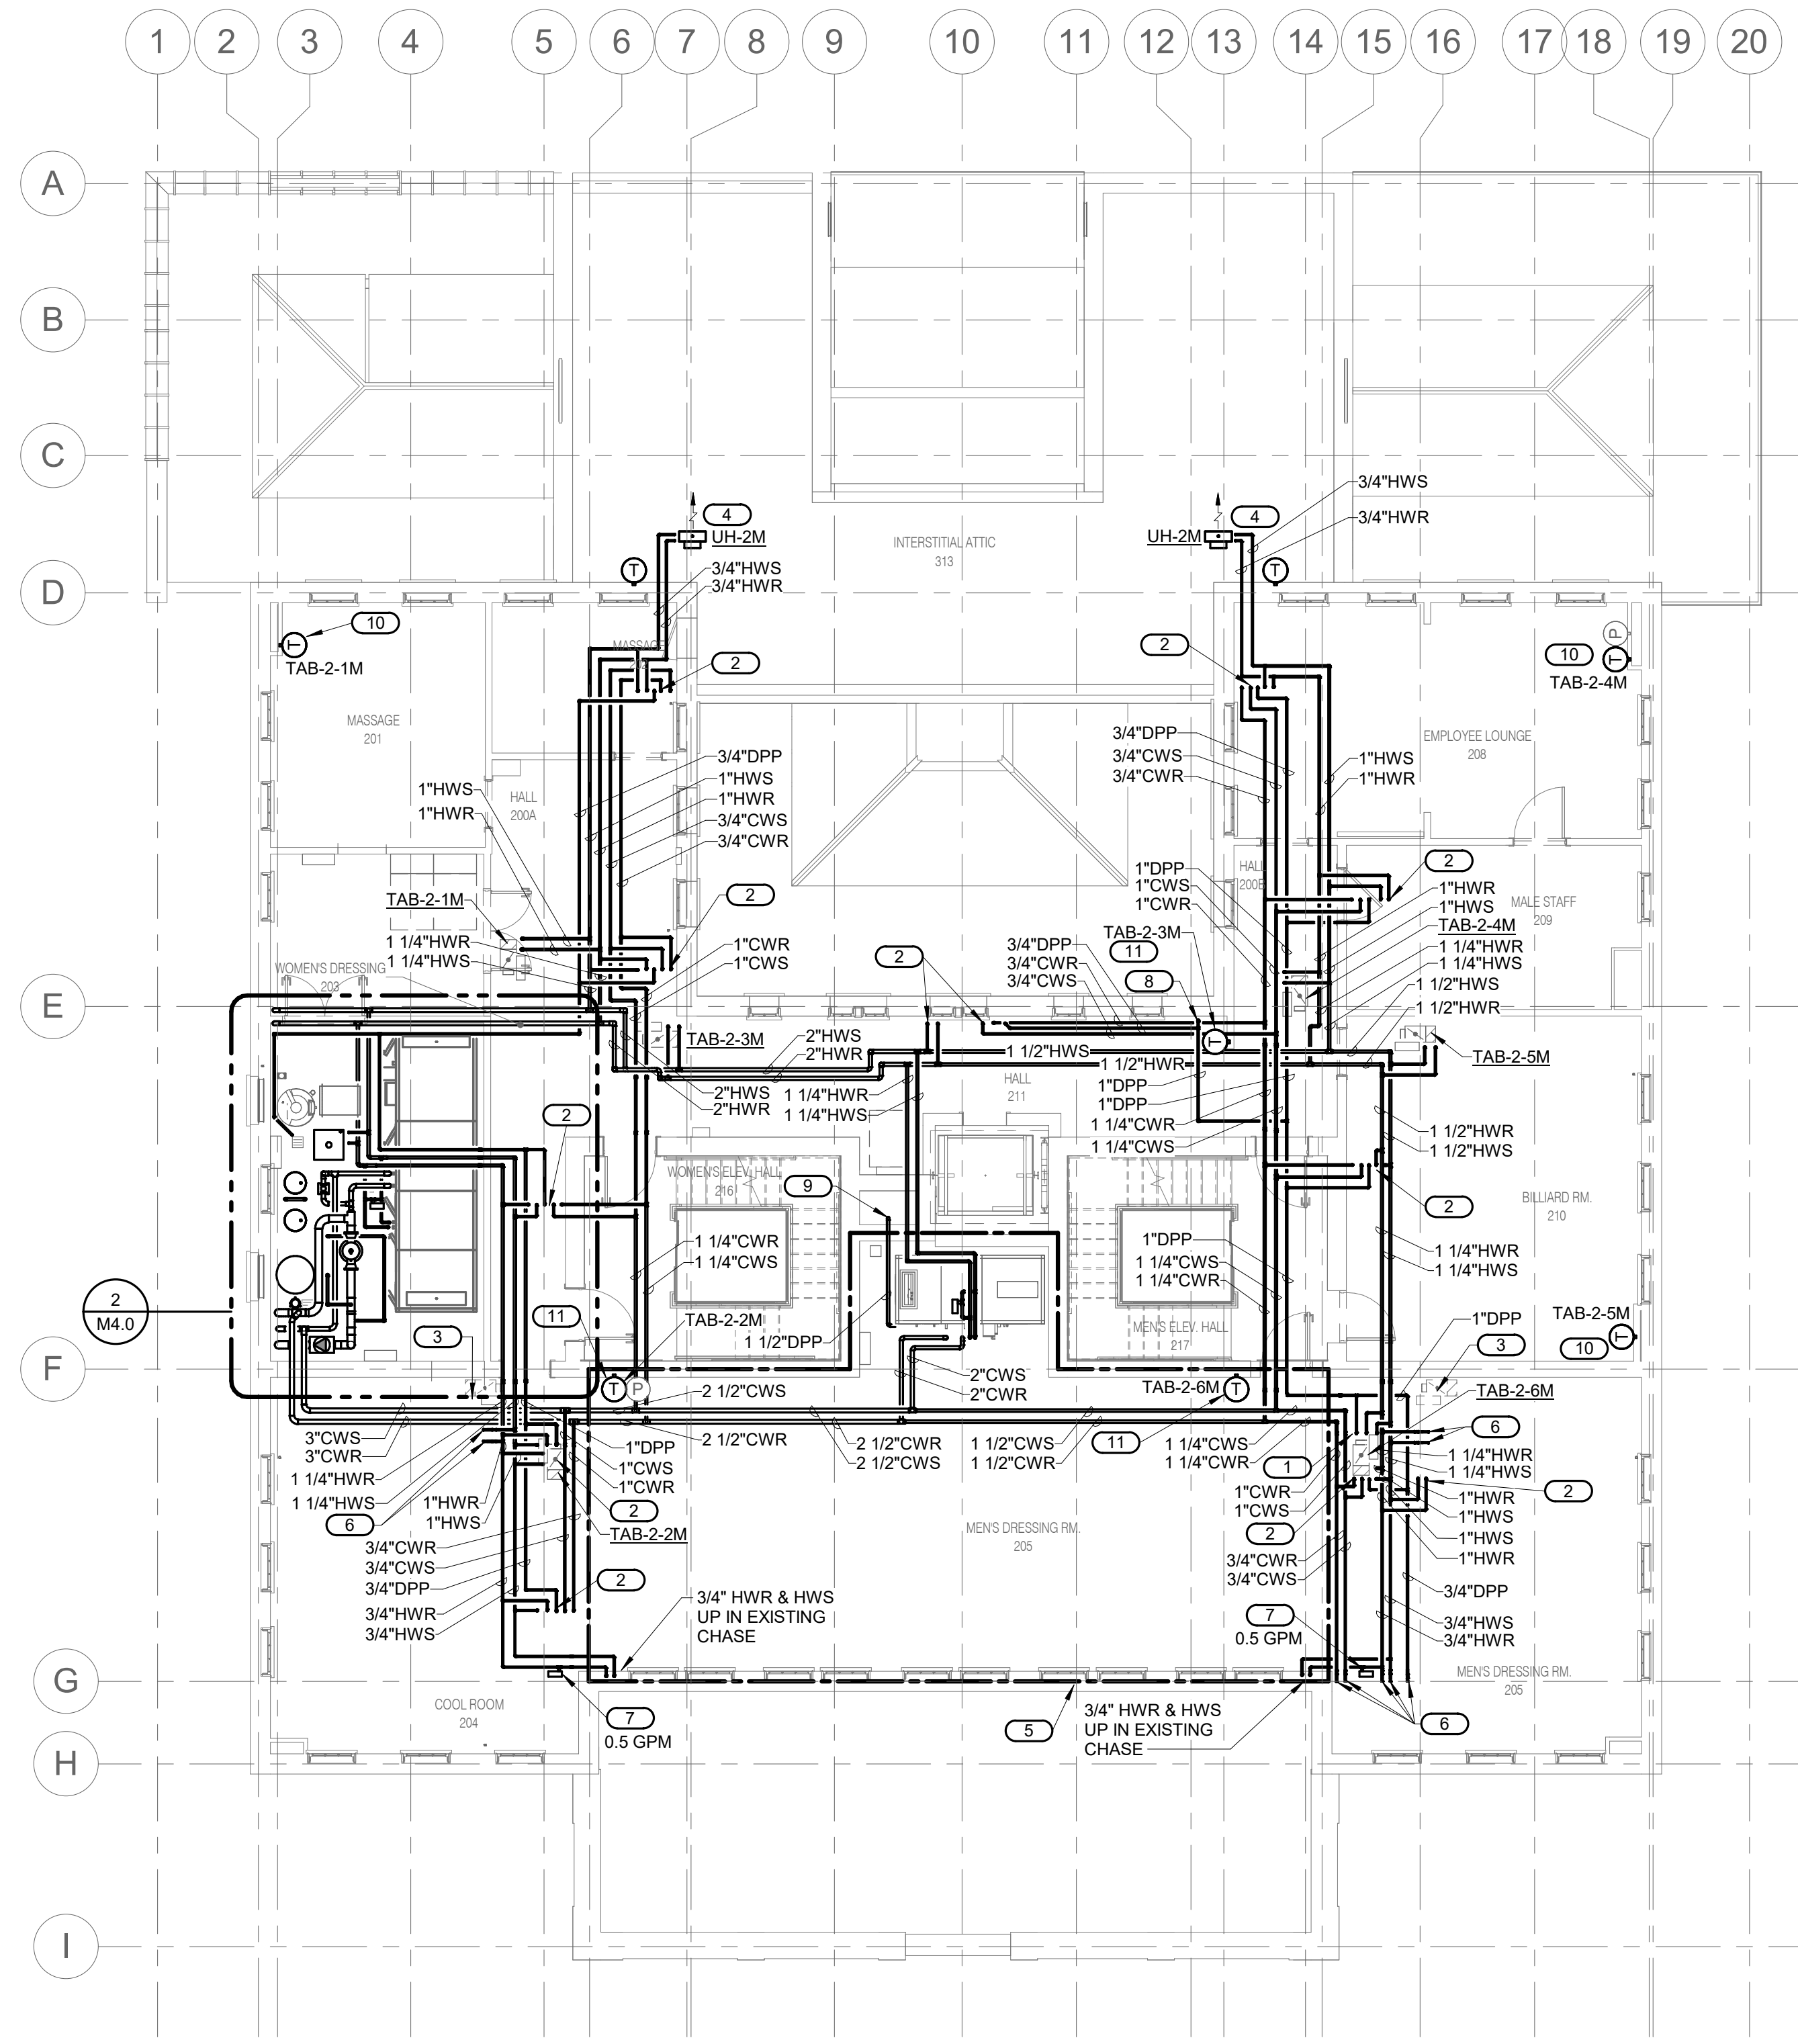 1 2 3 4 5 6 7 8 9 10 11 12 13 14 15 16 17 18 19 20
A
B
C
3/4"HWS
4
4
3/4"HWR
UH-2M
UH-2M
INTERSTITIAL ATTIC
313
T
T
3/4"HWS
D
3/4"HWR
10
T
TAB-2-1M
MASSAGE
2
2
P
10
T
TAB-2-4M
MASSAGE
201
3/4"DPP
3/4"CWS
3/4"CWR
EMPLOYEE LOUNGE
208
3/4"DPP
1"HWS
1"HWR
3/4"CWS
3/4"CWR
1"HWS
1"HWR
1"HWS
1"HWR
HALL
200A
2
HALL
1"DPP
1"CWS
1"CWR
2
1"HWR
1"HWS
TAB-2-4M
1 1/4"HWR
1 1/4"HWS
1 1/2"HWS
1 1/2"HWR
MALE STAFF
209
TAB-2-1M
1 1/4"HWR
1 1/4"HWS
1"CWR
1"CWS
2
3/4"DPP
3/4"CWR
3/4"CWS
TAB-2-3M
11
8
WOMEN'S DRESSING
203
E
TAB-2-3M
2"HWS
2"HWR
1 1/2"HWS
T
1 1/2"HWR
TAB-2-5M
2"HWS
2"HWR
1 1/4"HWR
1 1/4"HWS
HALL
211
1"DPP
1"DPP
1 1/4"CWR
1 1/4"CWS
2
1 1/2"HWR
1 1/2"HWS
WOMEN'S ELEV. HALL
216
9
2
BILLIARD RM.
210
1 1/4"CWR
1 1/4"CWS
1"DPP
1 1/4"CWS
1 1/4"CWR
1 1/4"HWR
1 1/4"HWS
2
M4.0
11
TAB-2-2M
1 1/2"DPP
MEN'S ELEV. HALL
217
1"DPP
TAB-2-5M
10
T
3
3
F
T
P
2"CWS
2"CWR
TAB-2-6M
T
TAB-2-6M
2 1/2"CWS
3"CWS
3"CWR
2 1/2"CWR
2 1/2"CWR
2 1/2"CWS
1 1/2"CWS
1 1/2"CWR
11
1 1/4"CWS
1 1/4"CWR
6
1 1/4"HWR
1 1/4"HWS
1"DPP
1"CWS
1"CWR
1
1 1/4"HWR
1 1/4"HWS
6
1"HWR
1"HWS
2
TAB-2-2M
1"CWR
1"CWS
2
1"HWR
1"HWS
1"HWS
1"HWR
2
MEN'S DRESSING RM.
205
3/4"CWR
3/4"CWS
3/4"DPP
3/4"HWR
3/4"HWS
2
3/4"CWR
3/4"CWS
3/4"DPP
3/4" HWR & HWS
UP IN EXISTING
CHASE
7
0.5 GPM
3/4"HWS
3/4"HWR
G
MEN'S DRESSING RM.
205
COOL ROOM
204
7
0.5 GPM
5
3/4" HWR & HWS
UP IN EXISTING
CHASE
6
H
I